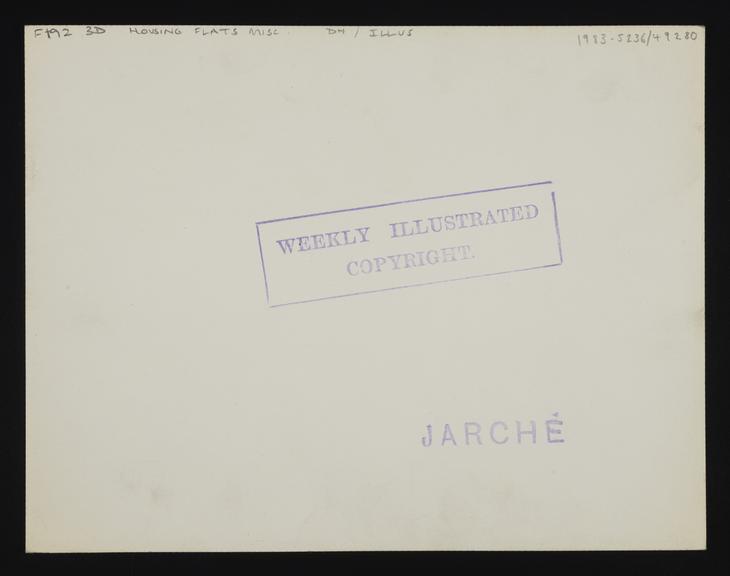 F192 3D HOUSING FLATS MISC. DH / ILLUS
1983-5236/49280
WEEKLY ILLUSTRATED
COPYRIGHT.
JARCHÉ